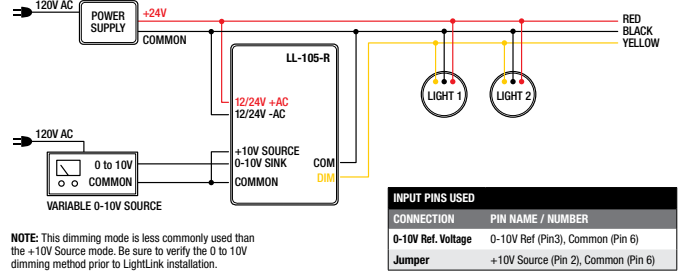 120V AC
POWER
SUPPLY
+24V
COMMON
RED
BLACK
YELLOW
LL-105-R
LIGHT 1
LIGHT 2
12/24V +AC
12/24V -AC
120V AC
+10V SOURCE
0-10V SINK
COMMON
COM
DIM
0 to 10V
COMMON
VARIABLE 0-10V SOURCE
INPUT PINS USED
CONNECTION PIN NAME / NUMBER
0-10V Ref. Voltage 0-10V Ref (Pin3), Common (Pin 6)
Jumper +10V Source (Pin 2), Common (Pin 6)
NOTE: This dimming mode is less commonly used than
the +10V Source mode. Be sure to verify the 0 to 10V
dimming method prior to LightLink installation.